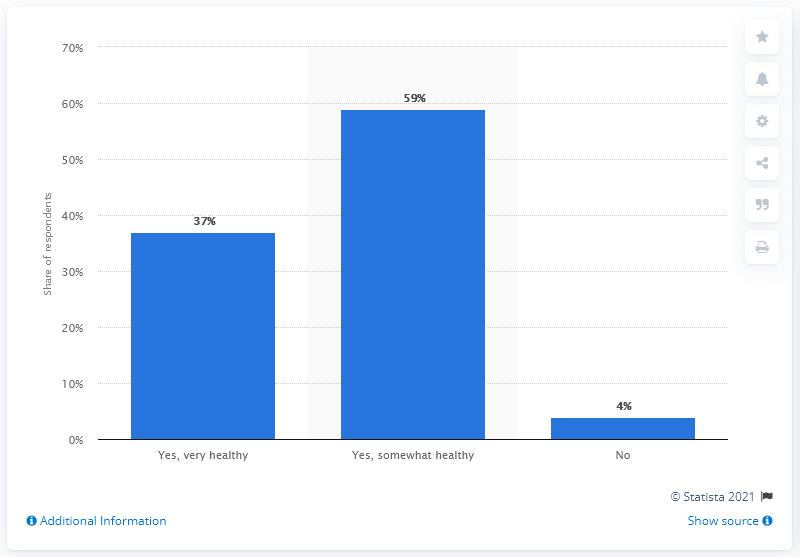 70%
60%
50%
40%
30%
20%
10%
0%
Share of respondents
37%
59%
4%
Yes, very healthy
Yes, somewhat healthy
No
© Statista 2021
Additional Information
Show source